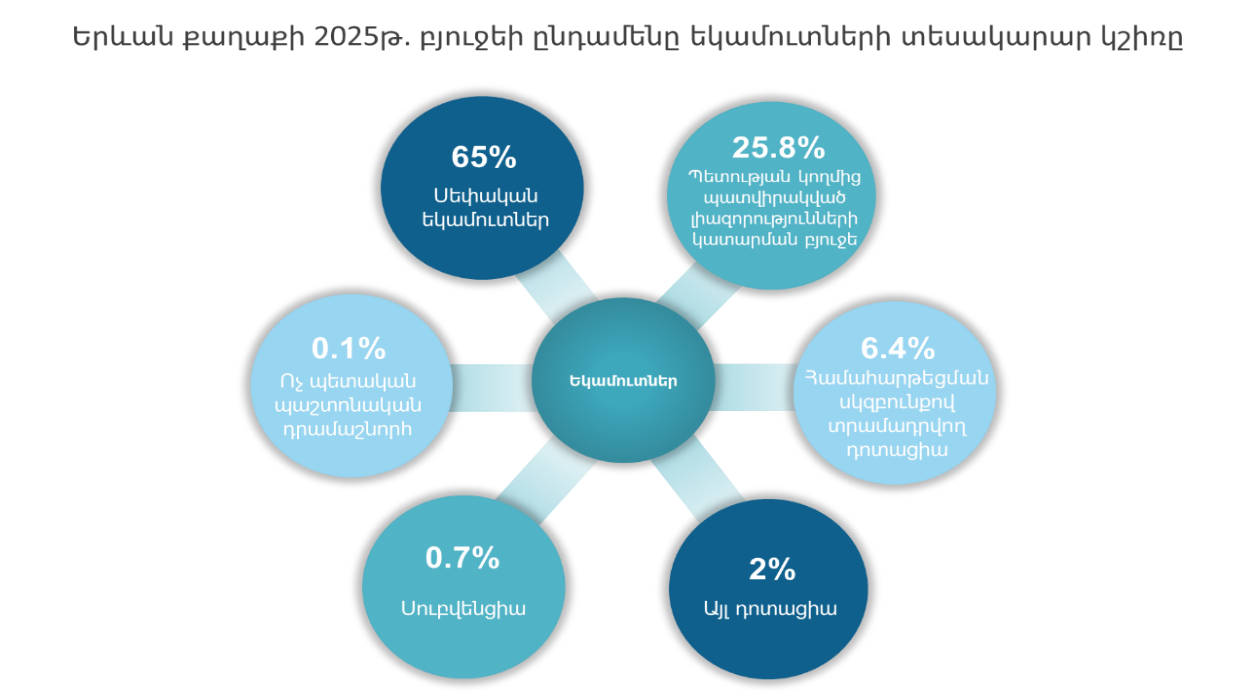 Երևան քաղաքի 2025թ. բյուջեի ընդամենը եկամուտների տեսակարար կշիռը
65%
Սեփական
եկամուտներ
25.8%
Պետության կողմից
պատվիրակված
լիազորությունների
կատարման բյուջե
0.1%
Ոչ պետական
պաշտոնական
դրամաշնորհ
Եկամուտներ
6.4%
Համահարթեցման
սկզբունքով
տրամադրվող
դոտացիա
0.7%
Սուբվենցիա
2%
Այլ դոտացիա